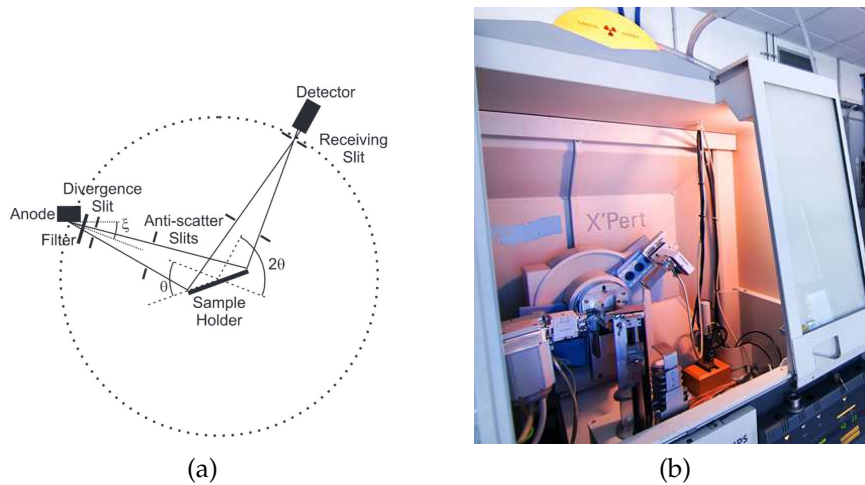 Detector
Receiving
Slit
Divergence
Slit
Anode
ξ
Anti-scatter
Slits
Filter
2θ
θ
Sample
Holder
X'Pert
(a)
(b)